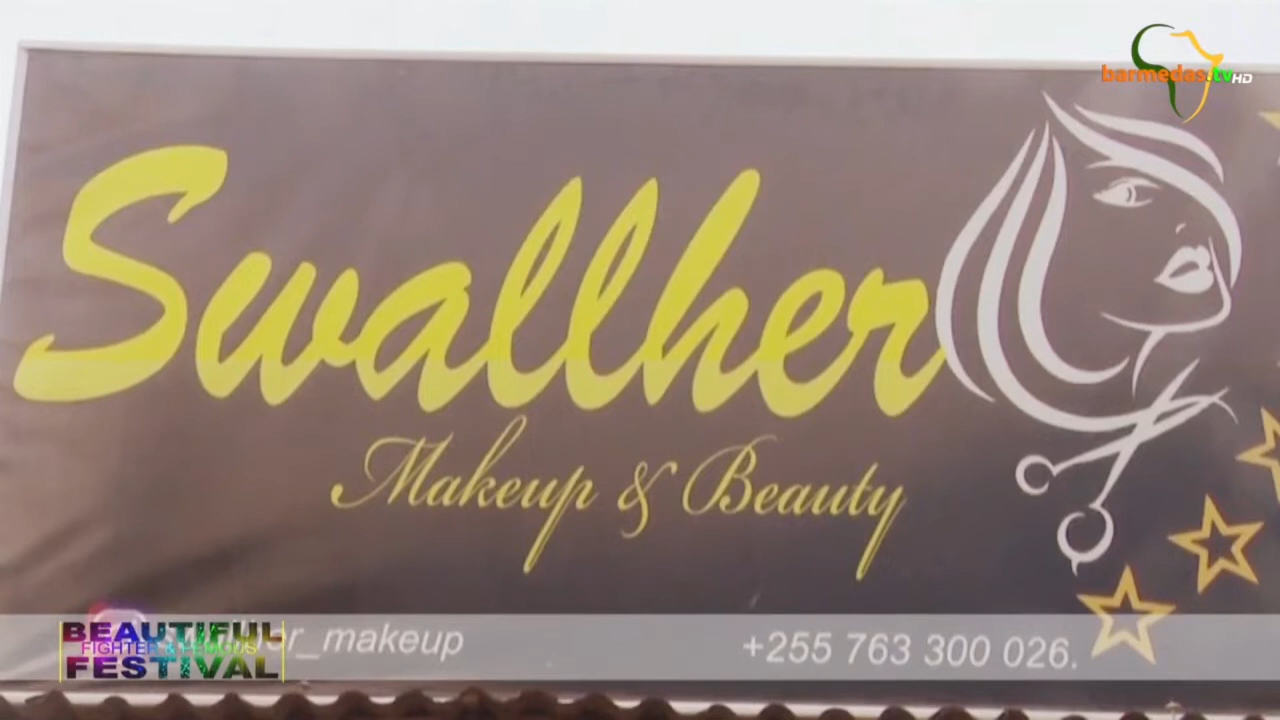 barmedas.tv HD
Swallher
Makeup & Beauty
_makeup
+255 763 300 026.
BEAUTIFUL
FESTIVAL